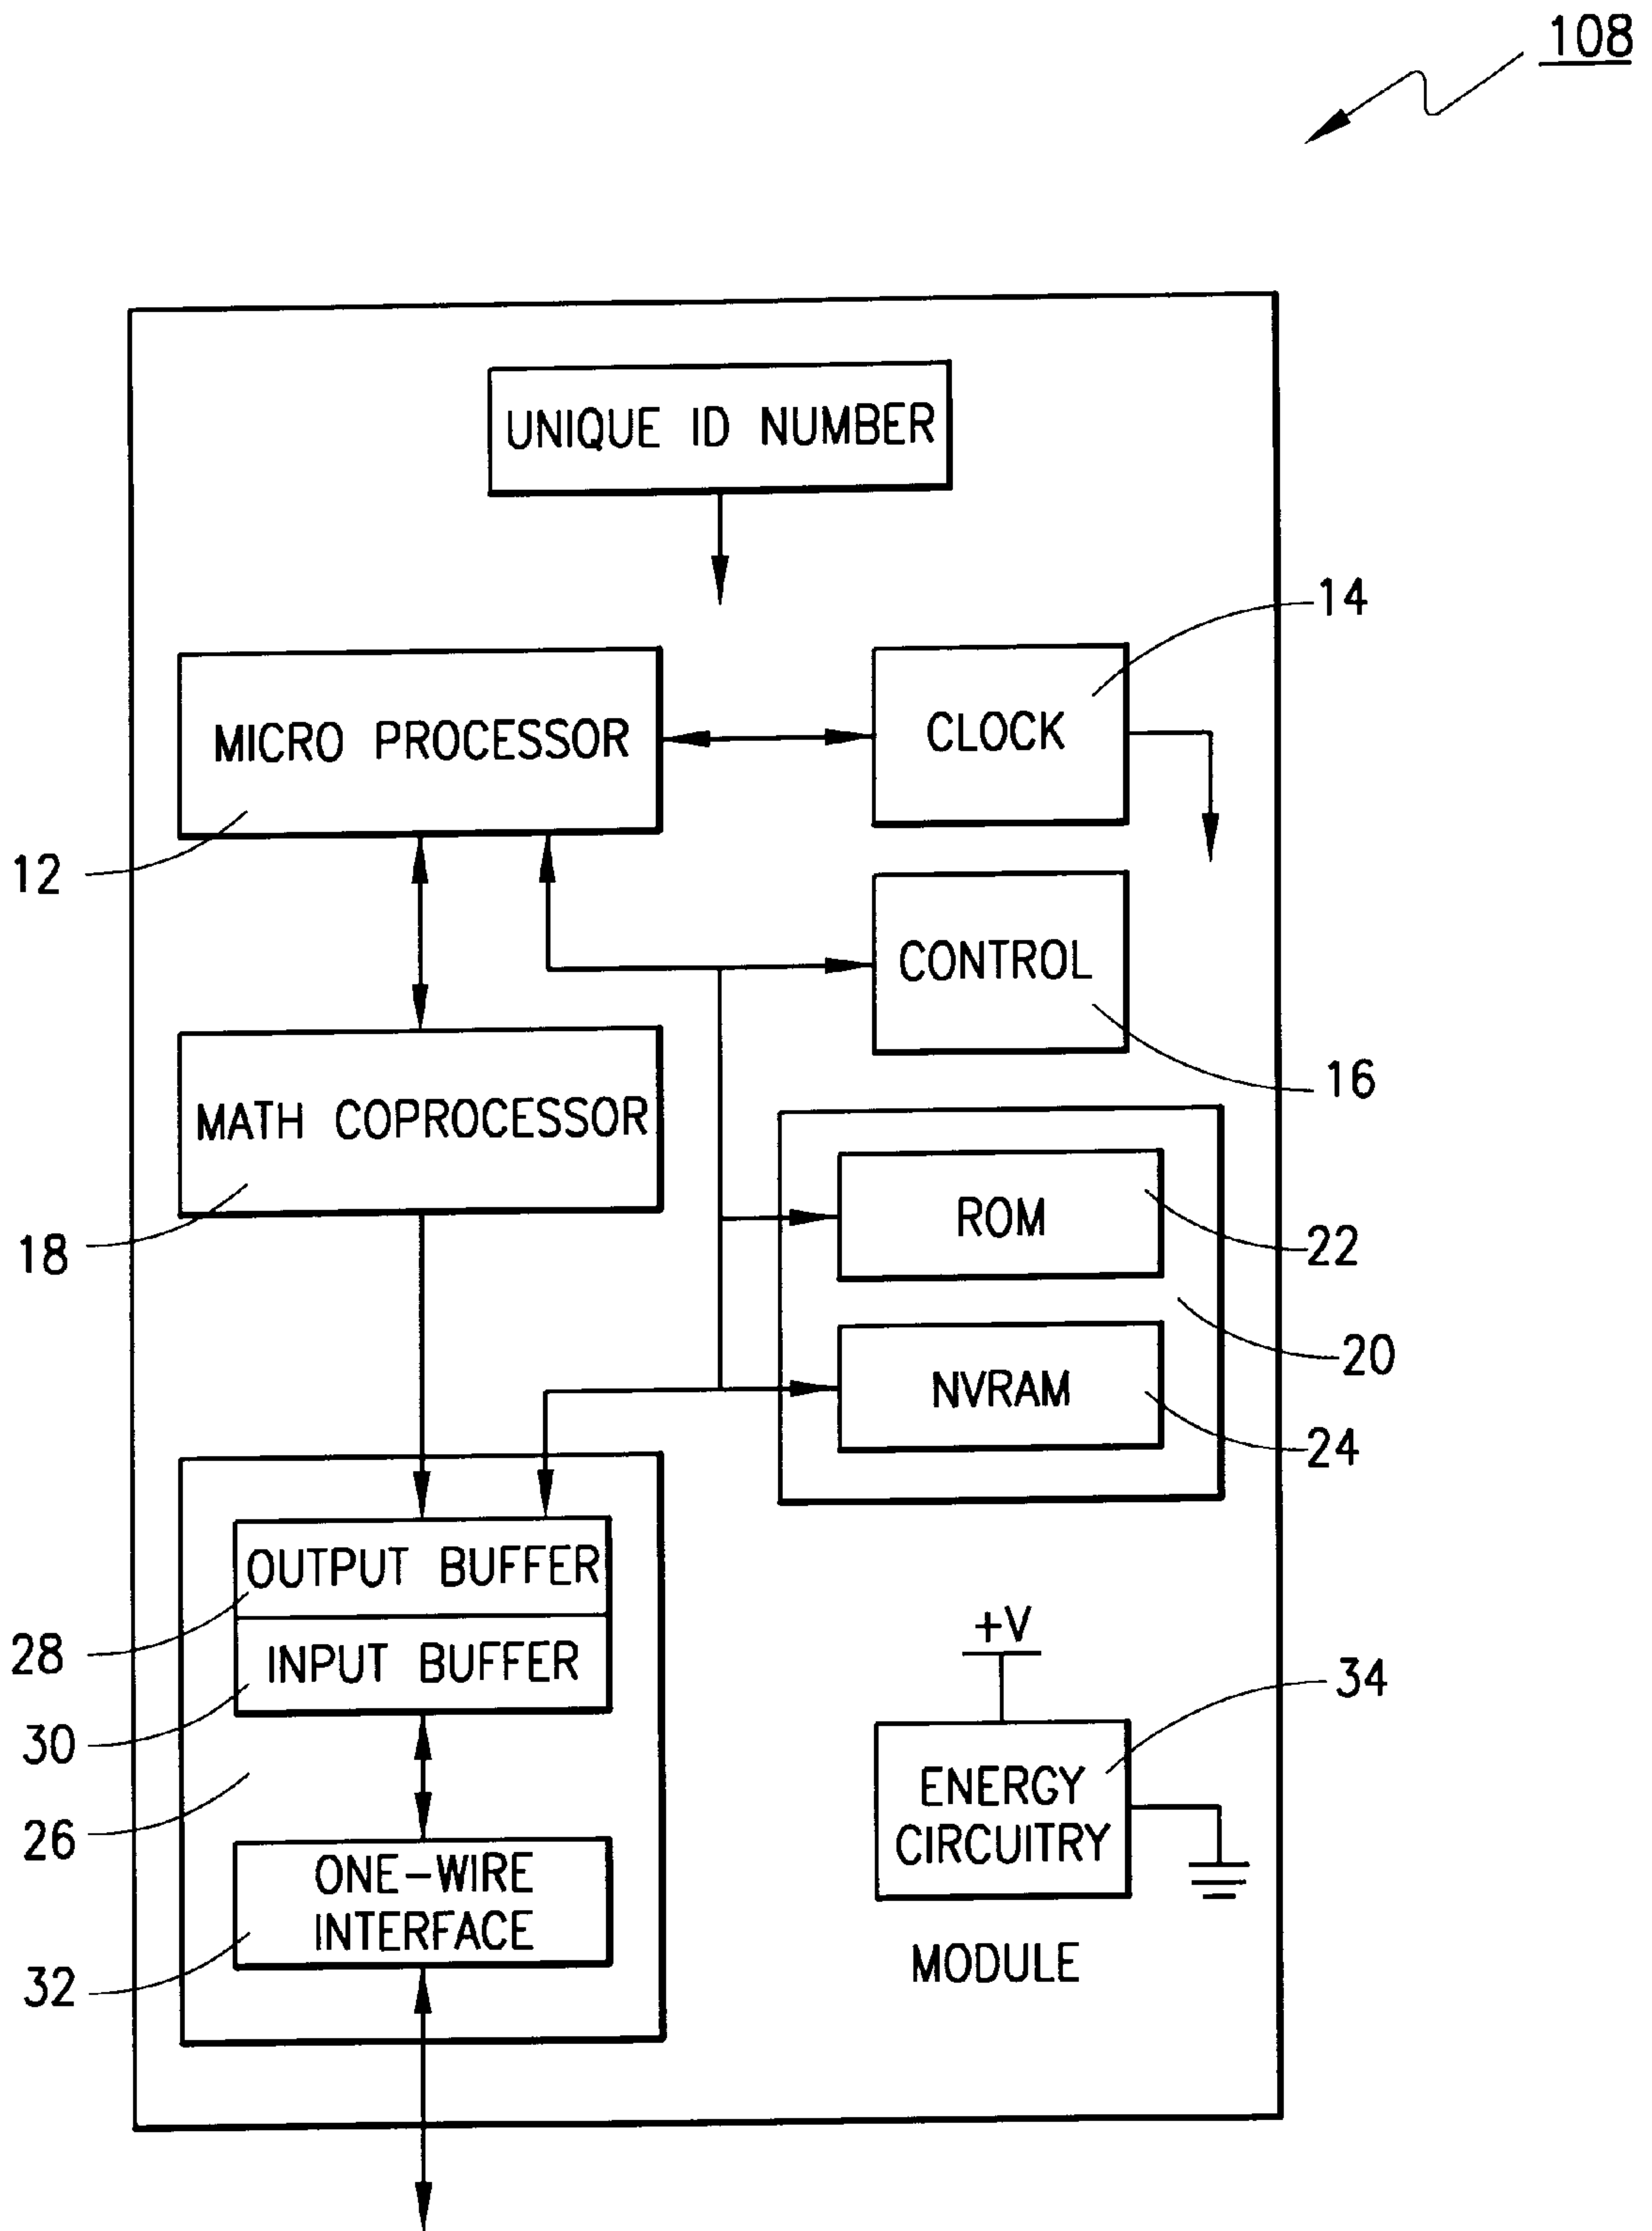 108
UNIQUE ID NUMBER
14
MICRO PROCESSOR
CLOCK
12
CONTROL
16
MATH COPROCESSOR
18
ROM
22
20
NVRAM
24
OUTPUT BUFFER
28
INPUT BUFFER
30
+V
34
ENERGY
CIRCUITRY
26
ONE-WIRE
INTERFACE
32
MODULE